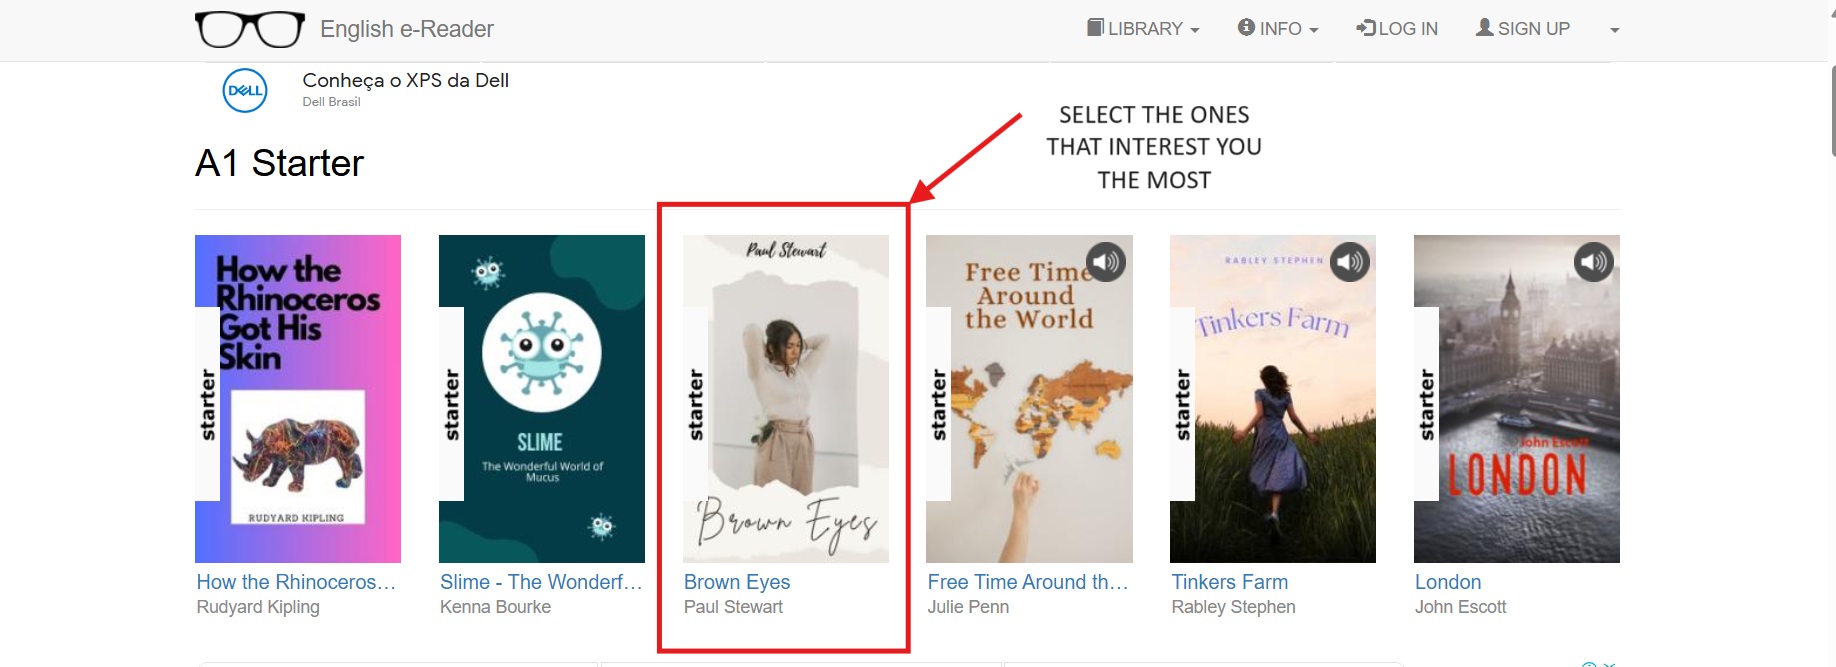 English e-Reader
LIBRARY
INFO
LOG IN
SIGN UP
DELL
Conheça o XPS da Dell
Dell Brasil
SELECT THE ONES
THAT INTEREST YOU
THE MOST
A1 Starter
How the
Rhinoceros
Got His
Skin
starter
RUDYARD KIPLING
How the Rhinoceros...
Rudyard Kipling
starter
SLIME
The Wonderful World of
Mucus
Slime - The Wonderf...
Kenna Bourke
Paul Stewart
starter
Brown Eyes
Brown Eyes
Paul Stewart
Free Time
Around
the World
starter
Free Time Around th...
Julie Penn
RABLEY STEPHEN
Tinkers Farm
starter
Tinkers Farm
Rabley Stephen
starter
John Escott
LONDON
London
John Escott